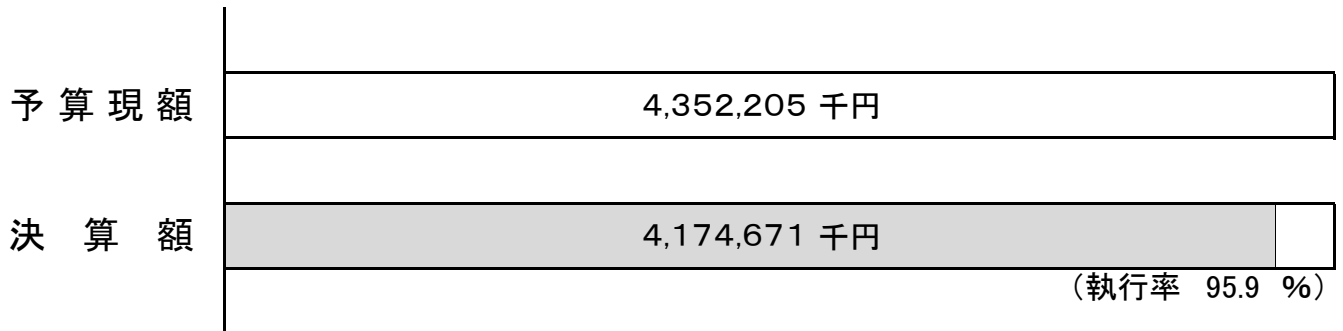 予算現額 4,352,205 千円
決算額 4,174,671 千円
（執行率 95.9 %）